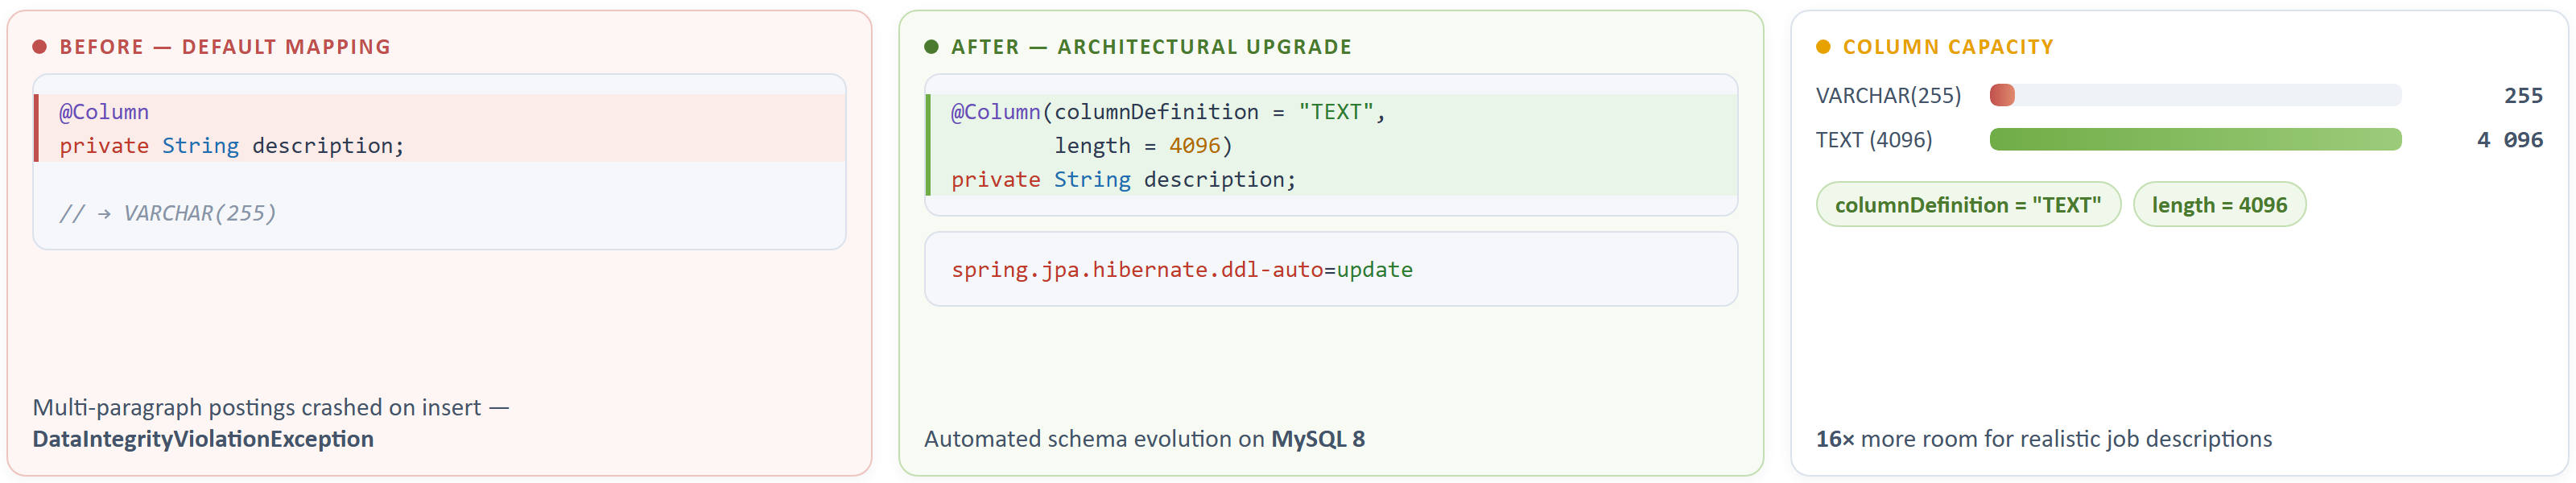 BEFORE — DEFAULT MAPPING
@Column
private String description;
// → VARCHAR(255)
Multi-paragraph postings crashed on insert —
DataIntegrityViolationException
AFTER — ARCHITECTURAL UPGRADE
@Column(columnDefinition = "TEXT",
length = 4096)
private String description;
spring.jpa.hibernate.ddl-auto=update
Automated schema evolution on MySQL 8
COLUMN CAPACITY
VARCHAR(255) 255
TEXT (4096) 4 096
columnDefinition = "TEXT" length = 4096
16× more room for realistic job descriptions